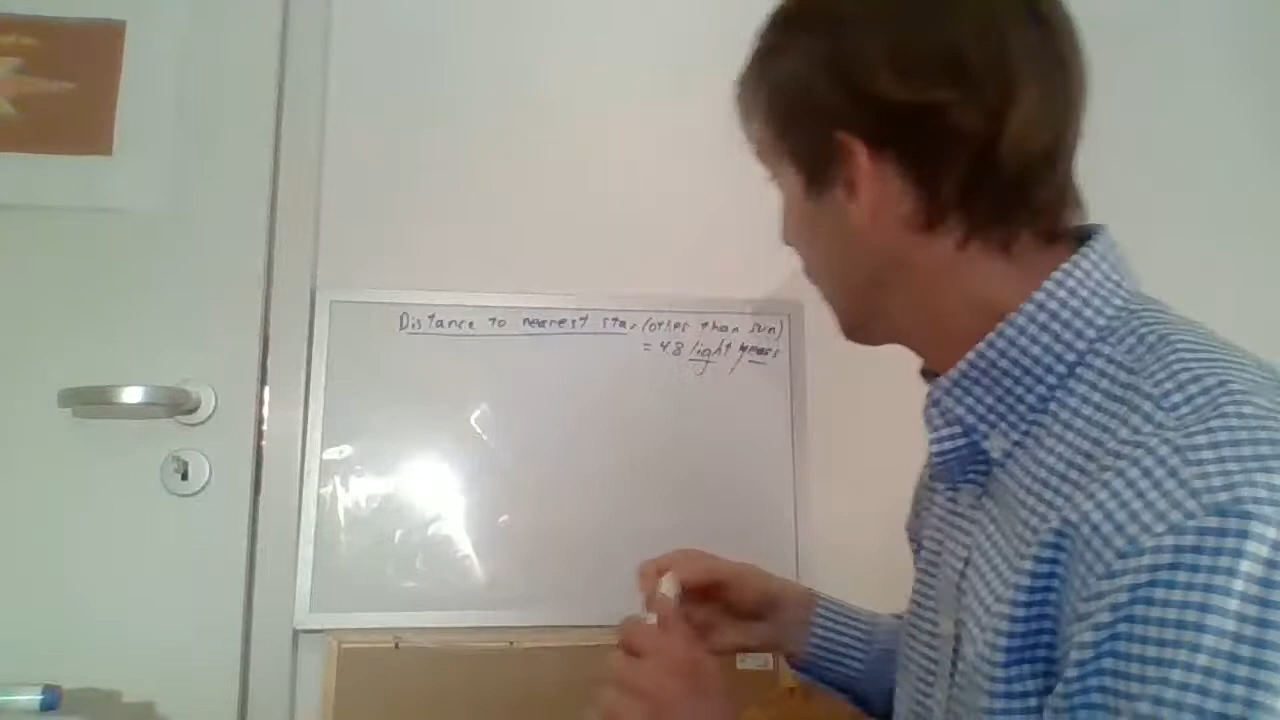 Distance to nearest star (other than sun)
= 4.8 light years